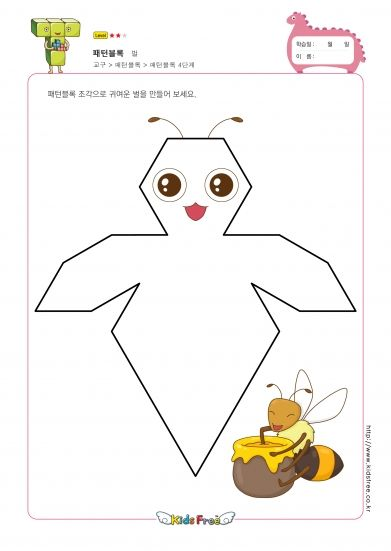 Level
패턴블록 벌
교구 > 패턴블록 > 패턴블록 4단계
학습일 : 월 일
이 름 :
패턴블록 조각으로 귀여운 벌을 만들어 보세요.
http://www.kidsfree.co.kr
Kids Free